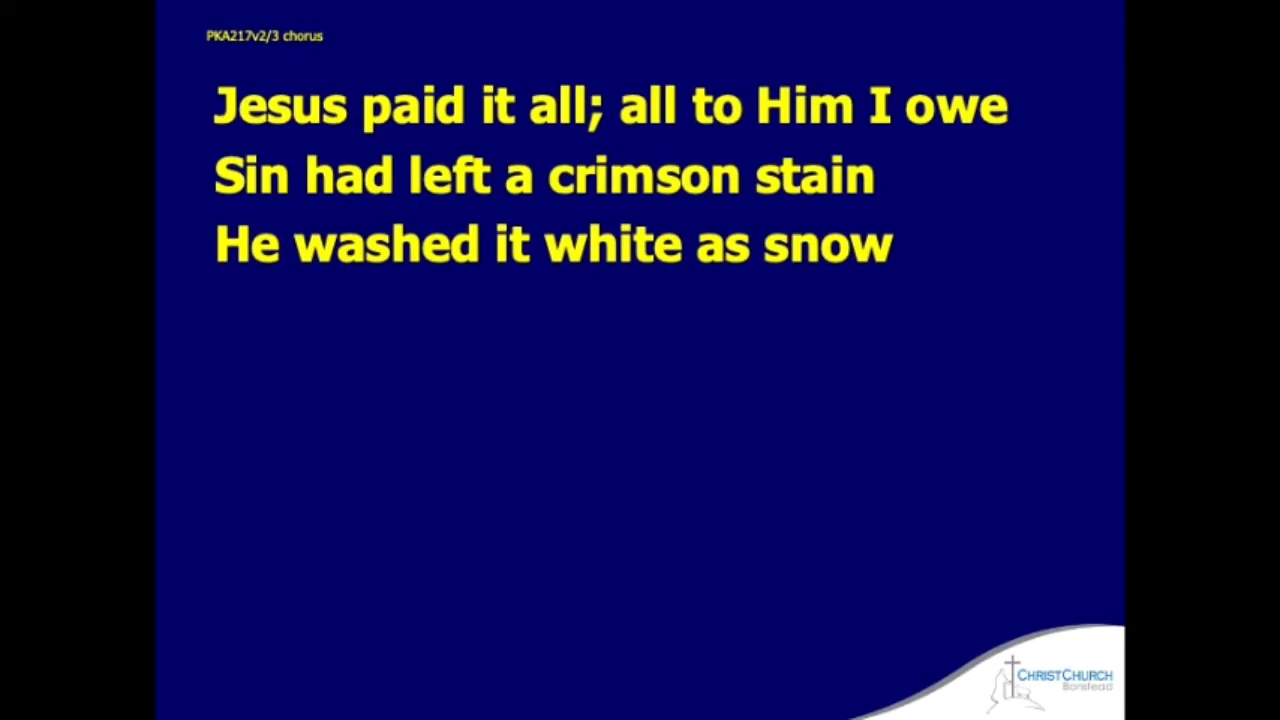 PKA217v2/3 chorus
Jesus paid it all; all to Him I owe
Sin had left a crimson stain
He washed it white as snow
CHRISTCHURCH
Banstead